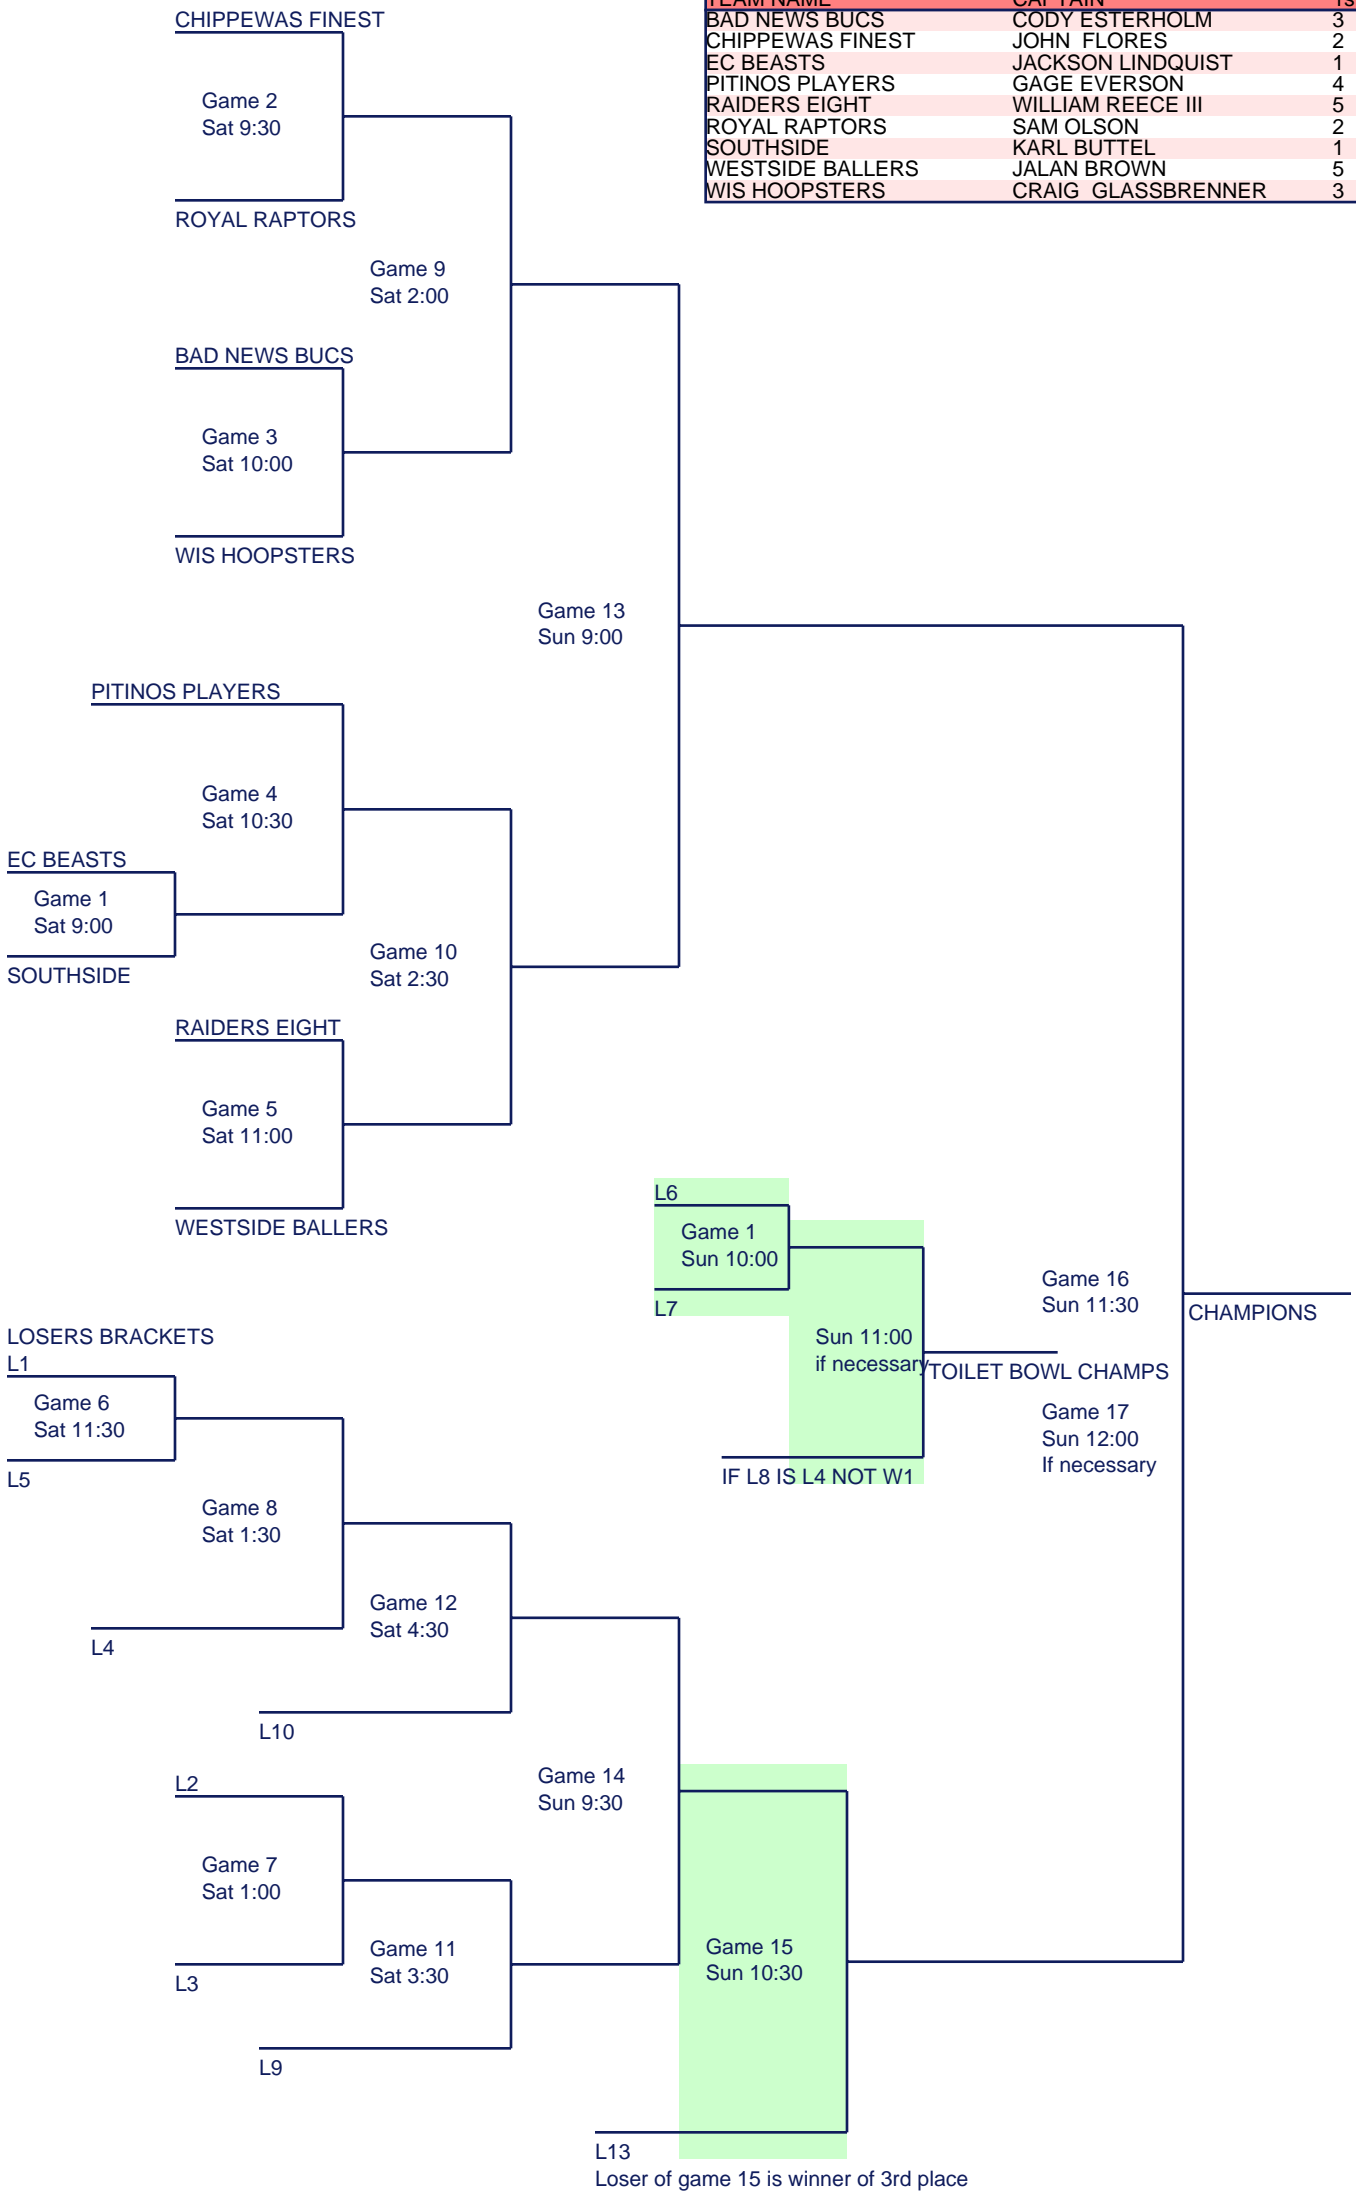 TEAM NAME CAPTAIN
BAD NEWS BUCS CODY ESTERHOLM 3
CHIPPEWAS FINEST JOHN FLORES 2
EC BEASTS JACKSON LINDQUIST 1
PITINOS PLAYERS GAGE EVERSON 4
RAIDERS EIGHT WILLIAM REECE III 5
ROYAL RAPTORS SAM OLSON 2
SOUTHSIDE KARL BUTTEL 1
WESTSIDE BALLERS JALAN BROWN 5
WIS HOOPSTERS CRAIG GLASSBRENNER 3
CHIPPEWAS FINEST
Game 2
Sat 9:30
ROYAL RAPTORS
Game 9
Sat 2:00
BAD NEWS BUCS
Game 3
Sat 10:00
WIS HOOPSTERS
Game 13
Sun 9:00
PITINOS PLAYERS
Game 4
Sat 10:30
EC BEASTS
Game 1
Sat 9:00
SOUTHSIDE
Game 10
Sat 2:30
RAIDERS EIGHT
Game 5
Sat 11:00
WESTSIDE BALLERS
L6
Game 1
Sun 10:00
L7
Sun 11:00
if necessary
TOILET BOWL CHAMPS
IF L8 IS L4 NOT W1
Game 16
Sun 11:30
CHAMPIONS
Game 17
Sun 12:00
If necessary
LOSERS BRACKETS
L1
Game 6
Sat 11:30
L5
Game 8
Sat 1:30
L4
Game 12
Sat 4:30
L10
L2
Game 14
Sun 9:30
Game 7
Sat 1:00
L3
Game 11
Sat 3:30
L9
Game 15
Sun 10:30
L13
Loser of game 15 is winner of 3rd place